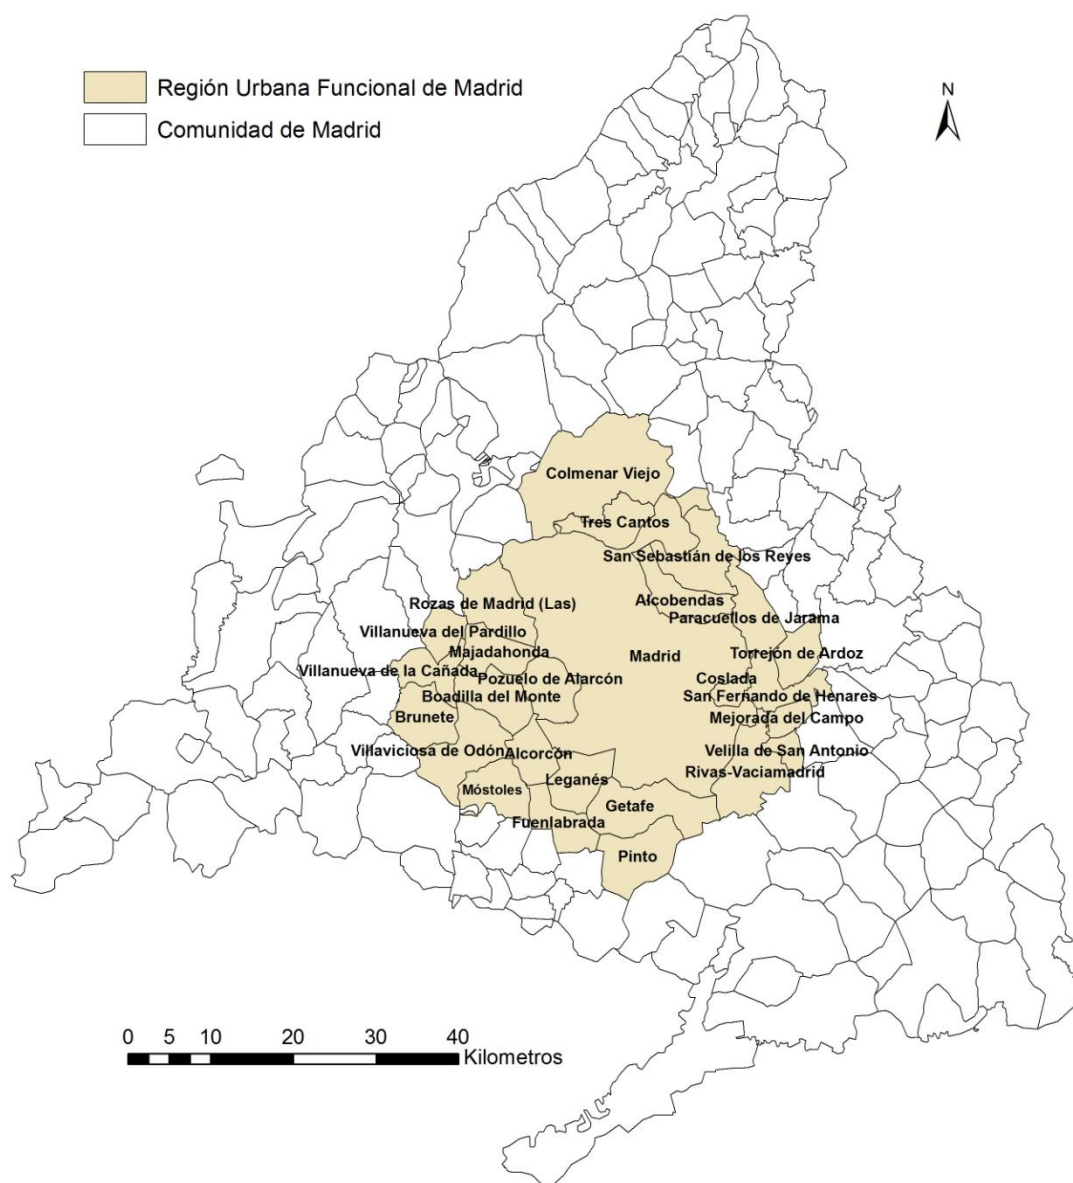 Región Urbana Funcional de Madrid
Comunidad de Madrid
N
Colmenar Viejo
Tres Cantos
San Sebastián de los Reyes
Alcobendas
Rozas de Madrid (Las)
Paracuellos de Jarama
Villanueva del Pardillo
Majadahonda
Madrid
Torrejón de Ardoz
Villanueva de la Cañada
Pozuelo de Alarcón
Coslada
Boadilla del Monte
San Fernando de Henares
Brunete
Mejorada del Campo
Villaviciosa de Odón
Alcorcón
Velilla de San Antonio
Leganés
Rivas-Vaciamadrid
Móstoles
Getafe
Fuenlabrada
Pinto
0 5 10 20 30 40
Kilometros